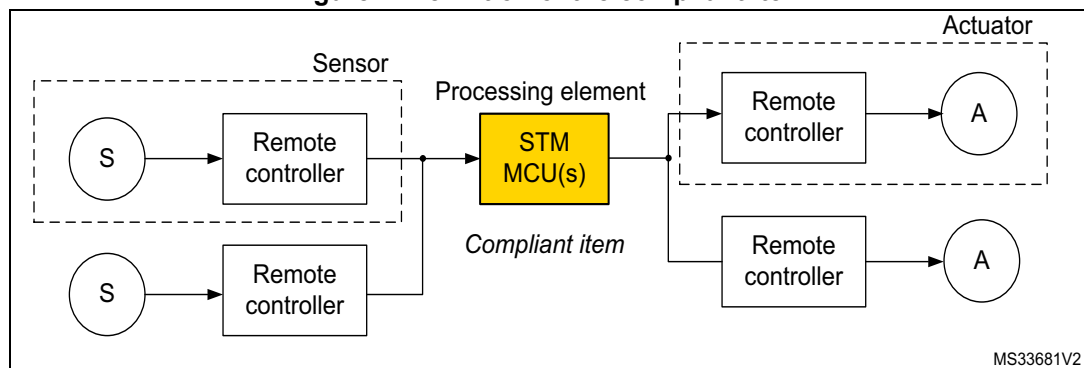 Actuator
Sensor
Processing element
S
Remote
controller
STM
MCU(s)
Remote
controller
A
Compliant item
S
Remote
controller
Remote
controller
A
MS33681V2